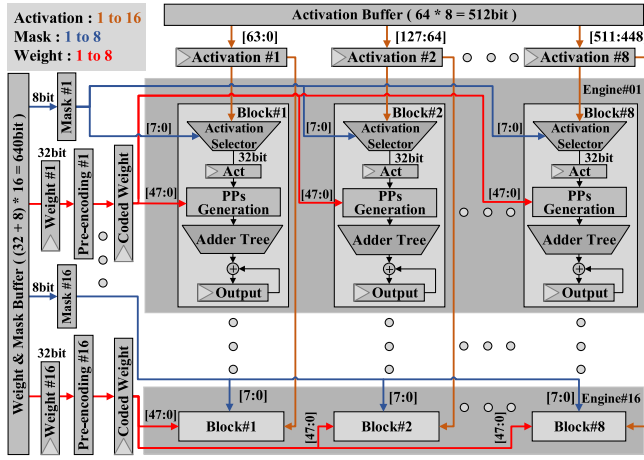 Activation : 1 to 16
Mask : 1 to 8
Weight : 1 to 8
Activation Buffer ( 64 * 8 = 512bit)
[63:0]
[127:64]
[511:448]
Activation #1
Activation #2
Activation #8
Engine#01
Weight & Mask Buffer ( (32 + 8) * 16 = 640bit)
8bit
Mask #1
32bit
Weight #1
Pre-encoding #1
Coded Weight
Block#1
Block#2
Block#8
[7:0]
[7:0]
[7:0]
Activation
Selector
Activation
Selector
Activation
Selector
32bit
32bit
32bit
Act
Act
Act
[47:0]
[47:0]
[47:0]
PPs
Generation
PPs
Generation
PPs
Generation
Adder Tree
Adder Tree
Adder Tree
Output
Output
Output
8bit
Mask #16
32bit
Weight #16
Pre-encoding #16
Coded Weight
[7:0]
[7:0]
[7:0]
Engine#16
[47:0]
[47:0]
[47:0]
Block#1
Block#2
Block#8